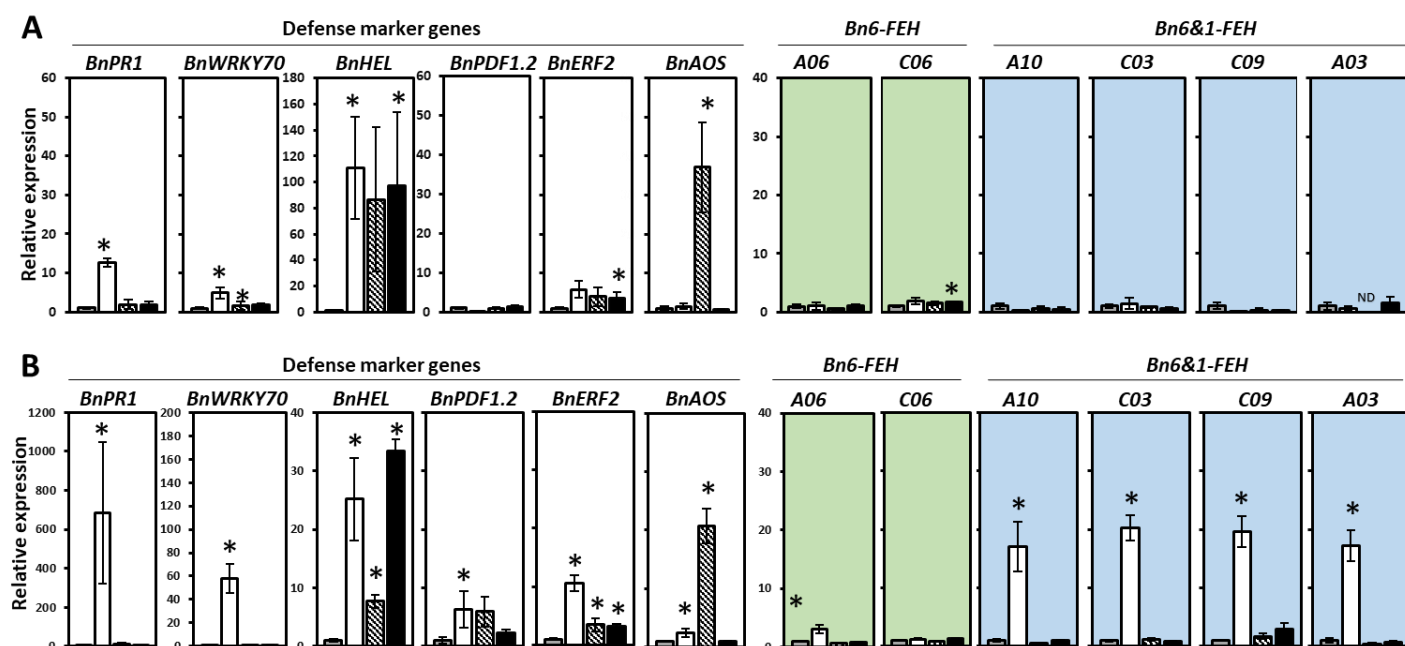 A
Defense marker genes
Bn6-FEH
Bn6&1-FEH
BnPR1 BnWRKY70 BnHEL BnPDF1.2 BnERF2 BnAOS A06 C06 A10 C03 C09 A03
Relative expression
60 50 40 30 20 10 0
180 160 140 120 100 80 60 40 20 0
60 50 40 30 20 10 0
40 30 20 10 0
* * * * * * * *
ND
B
Defense marker genes
Bn6-FEH
Bn6&1-FEH
BnPR1 BnWRKY70 BnHEL BnPDF1.2 BnERF2 BnAOS A06 C06 A10 C03 C09 A03
Relative expression
1200 1000 800 600 400 200 0
200 180 160 140 120 100 80 60 40 20 0
40 30 20 10 0
40 30 20 10 0
* * * * * * * * * * * * * * * *